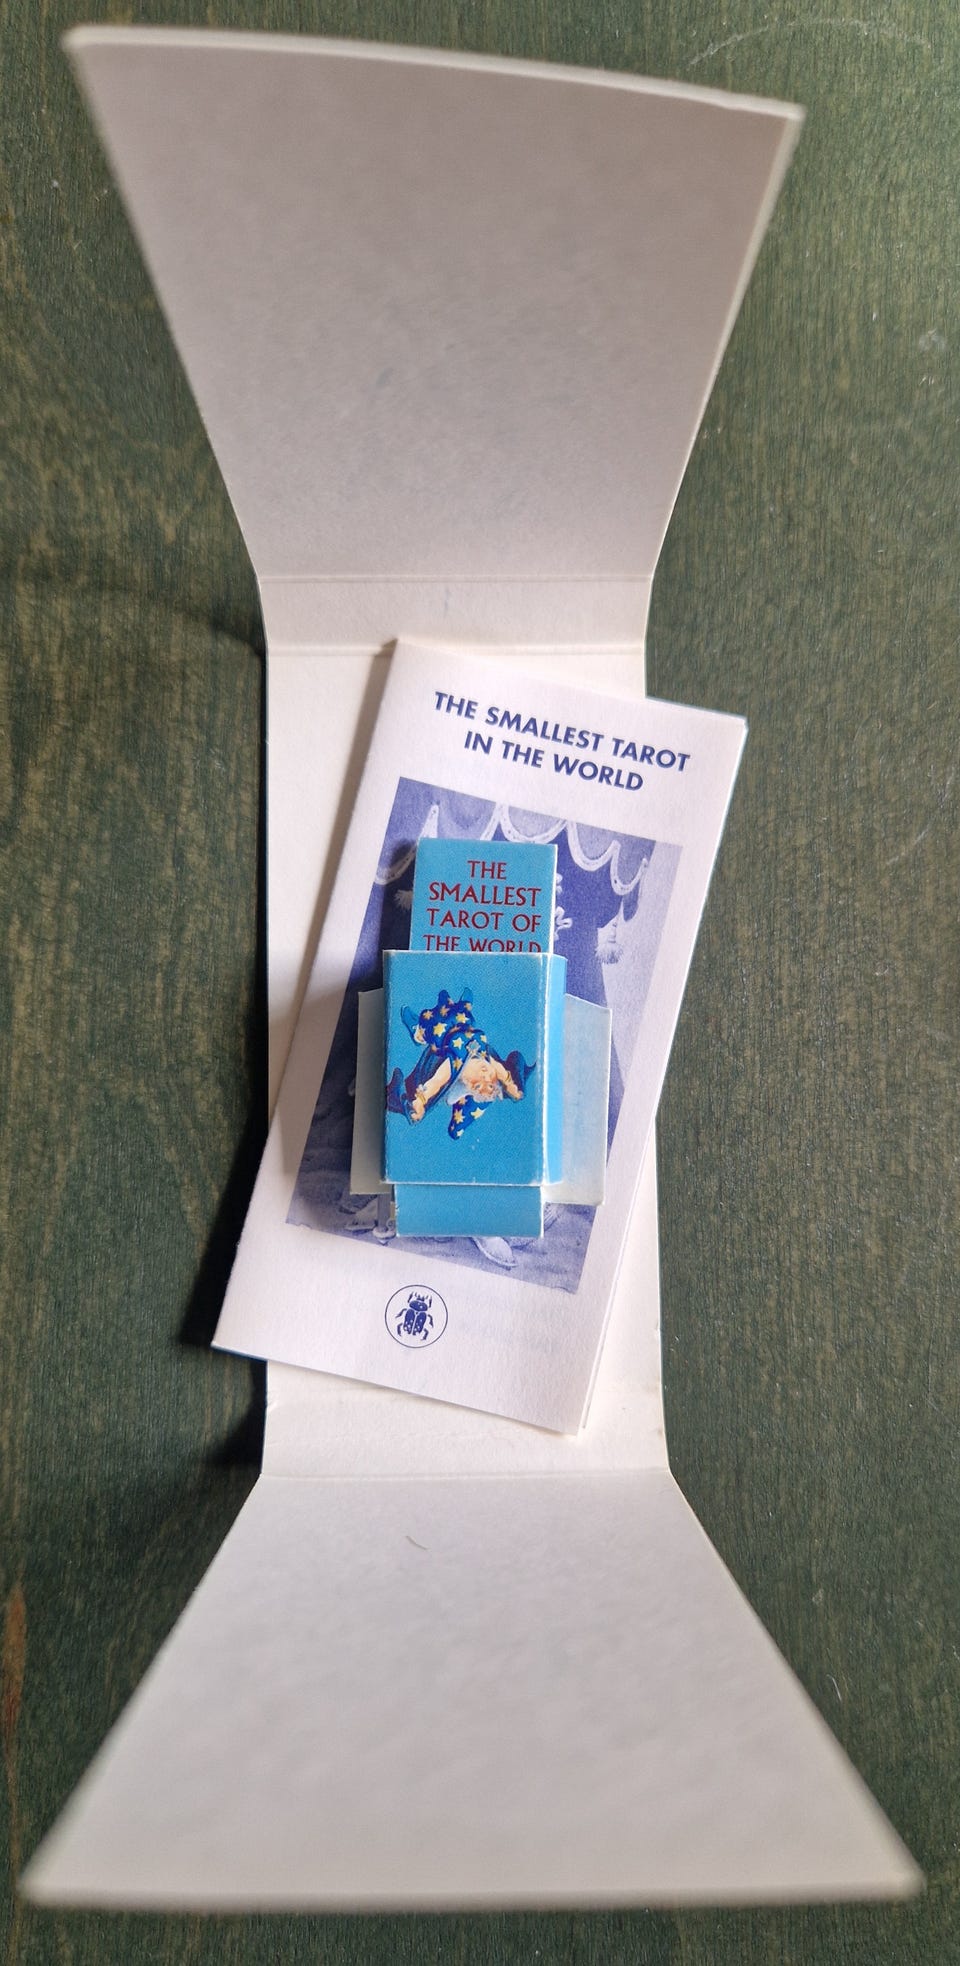 THE SMALLEST TAROT
IN THE WORLD
THE
SMALLEST
TAROT OF
THE WORLD